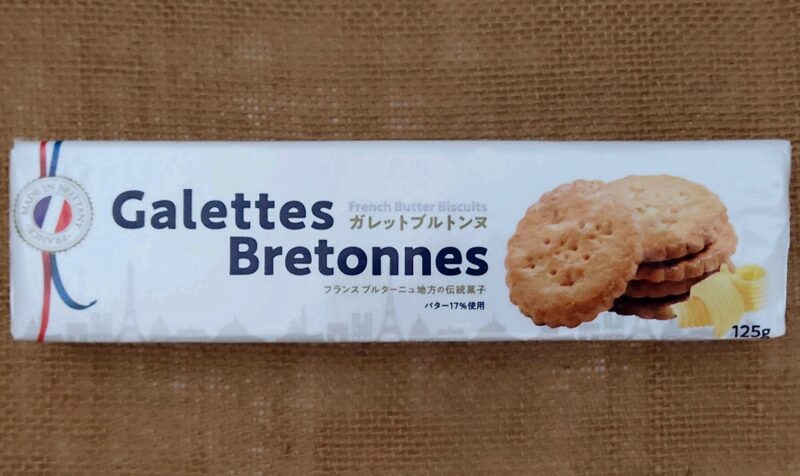 MADE IN BRITTANY
FRANCE
Galettes
French Butter Biscuits
ガレットブルトンヌ
Bretonnes
フランス ブルターニュ地方の伝統菓子
バター17%使用
125g